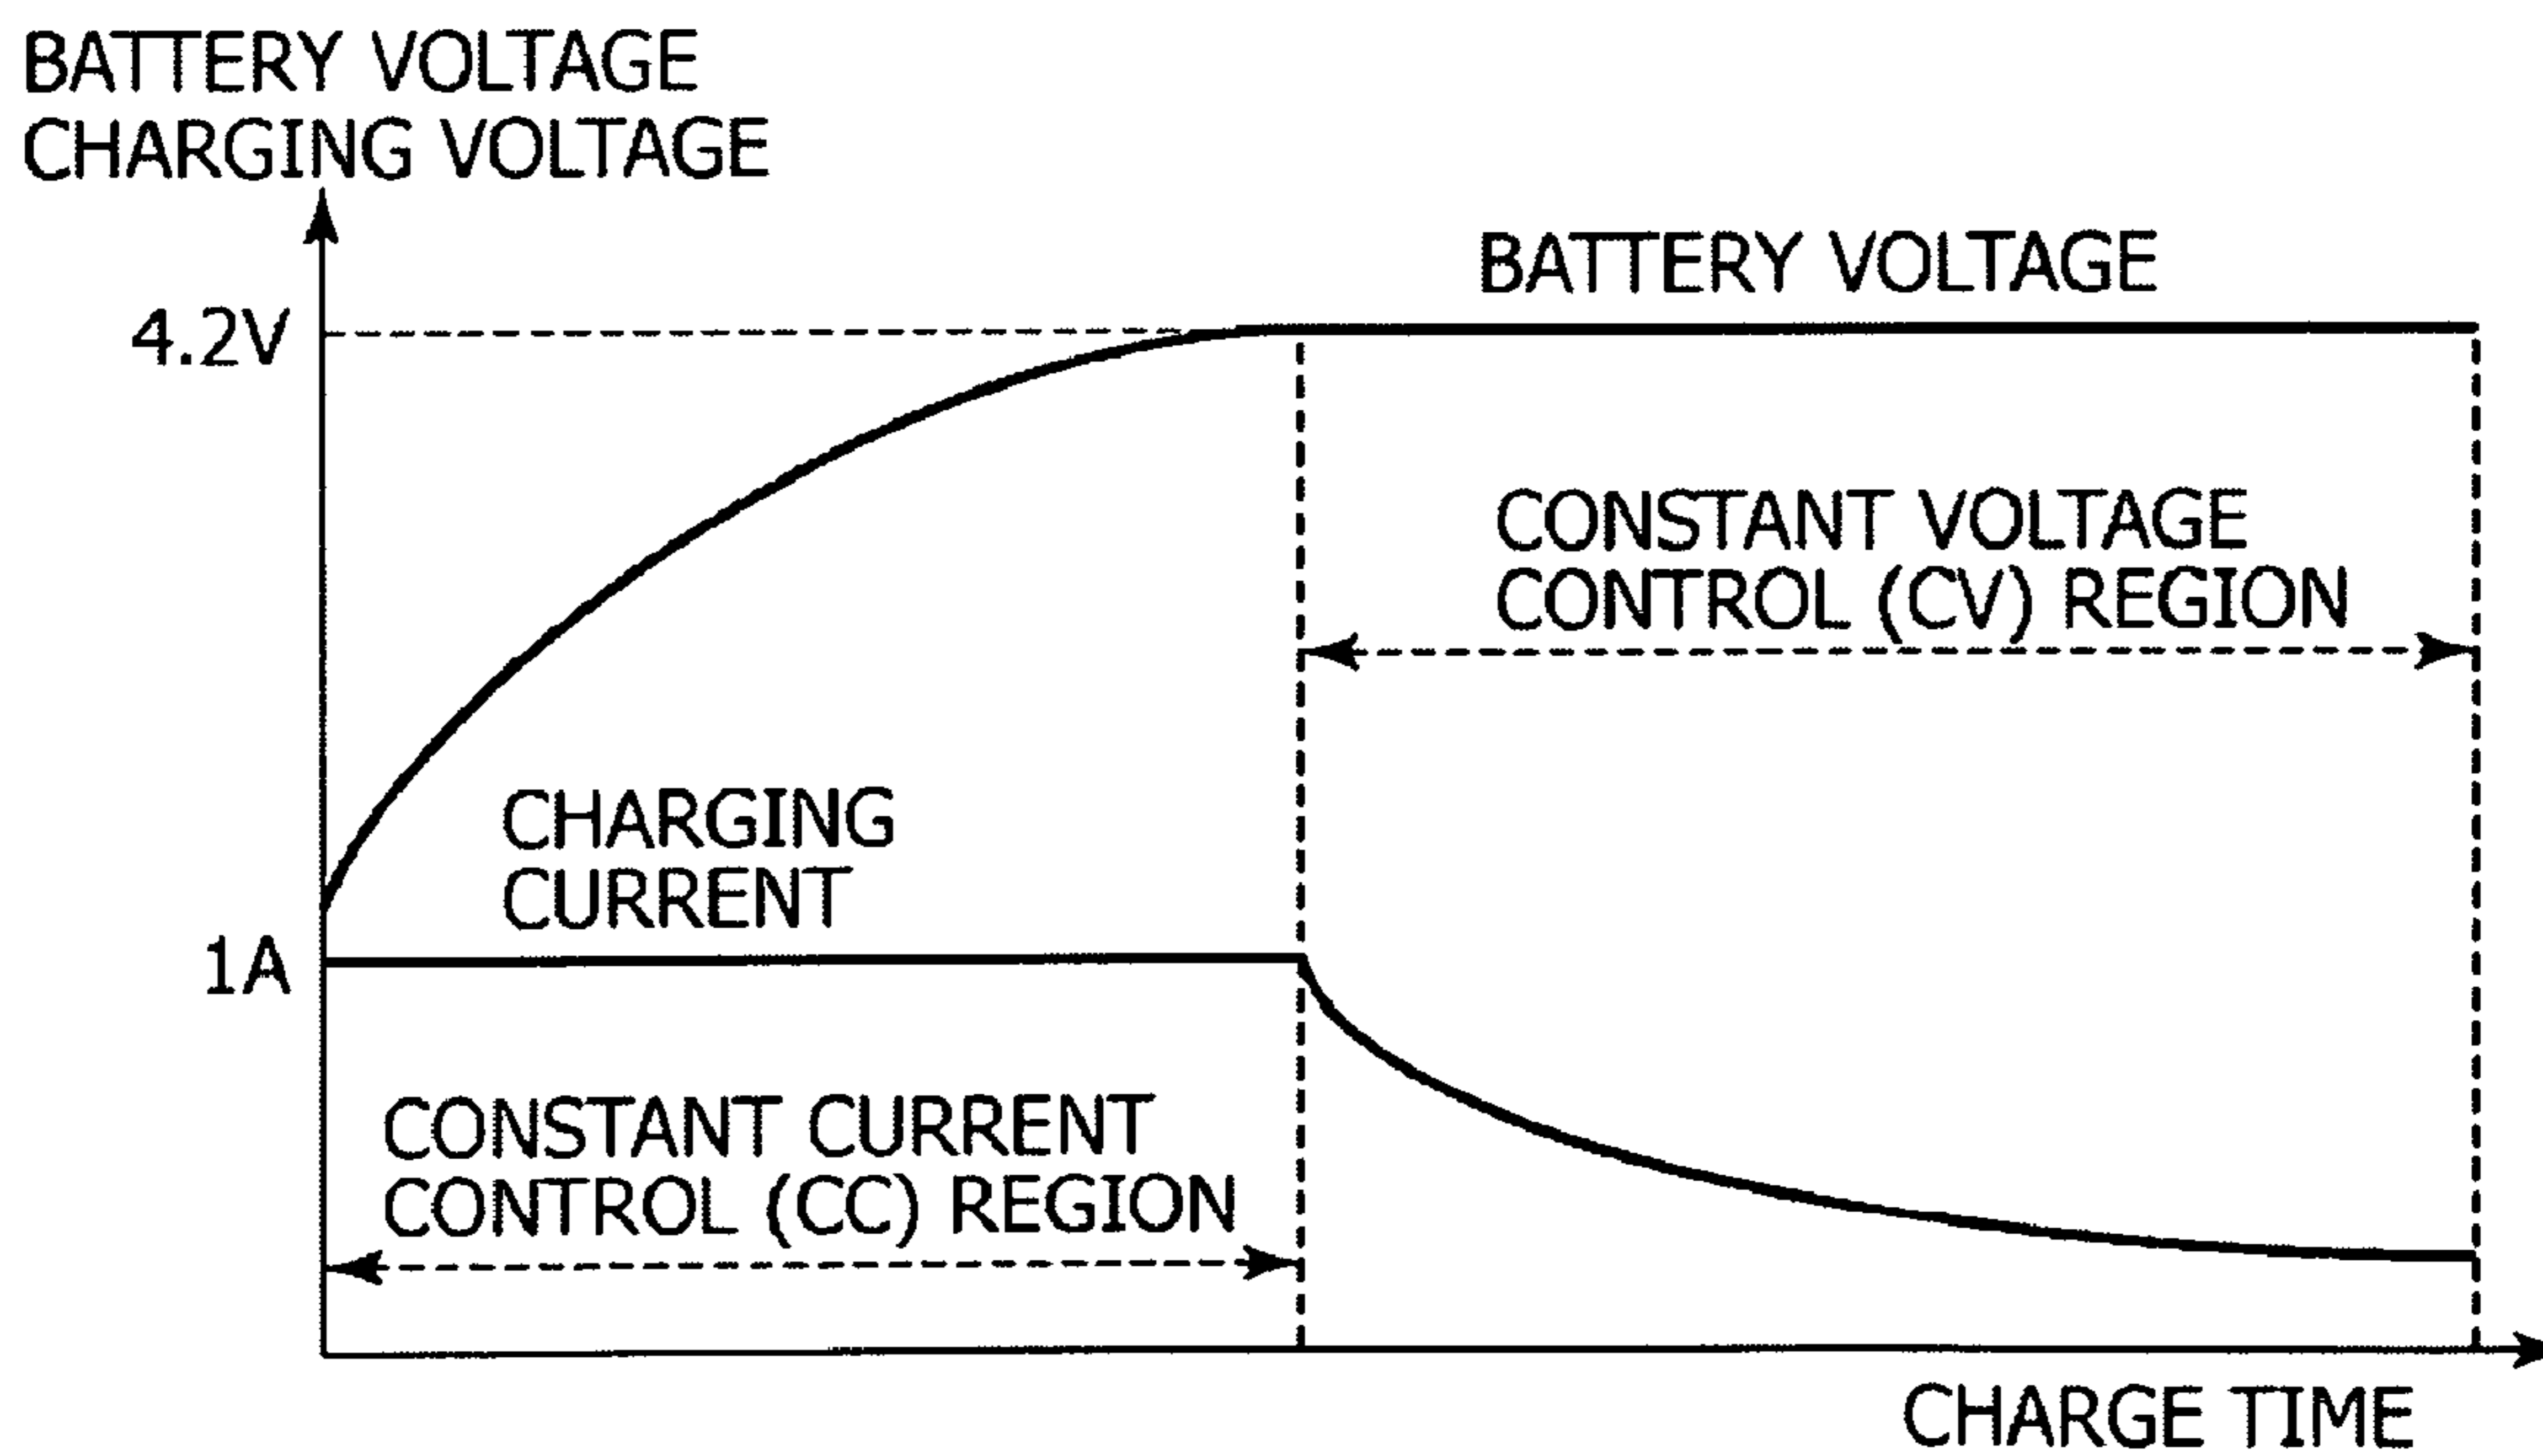 BATTERY VOLTAGE
CHARGING VOLTAGE
BATTERY VOLTAGE
4.2V
CONSTANT VOLTAGE
CONTROL (CV) REGION
CHARGING
CURRENT
1A
CONSTANT CURRENT
CONTROL (CC) REGION
CHARGE TIME